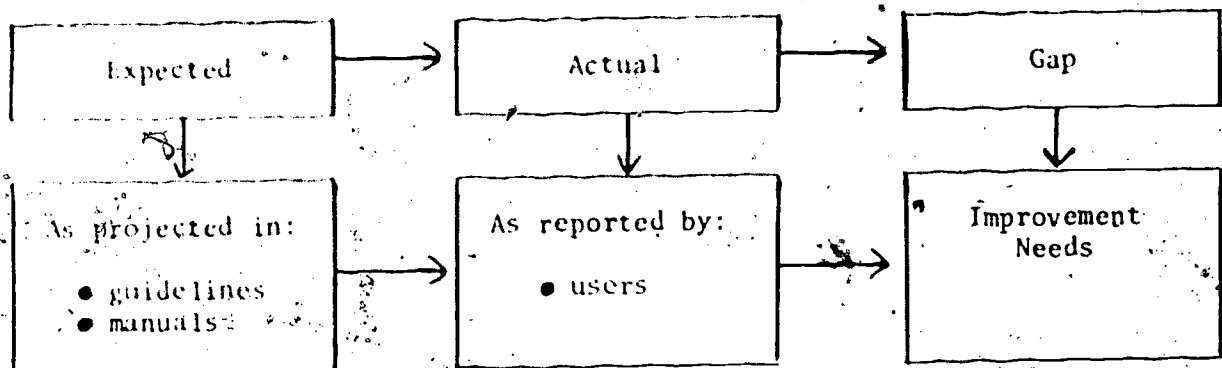 Expected
Actual
Gap
As projected in:
● guidelines
● manuals
As reported by:
● users
Improvement
Needs